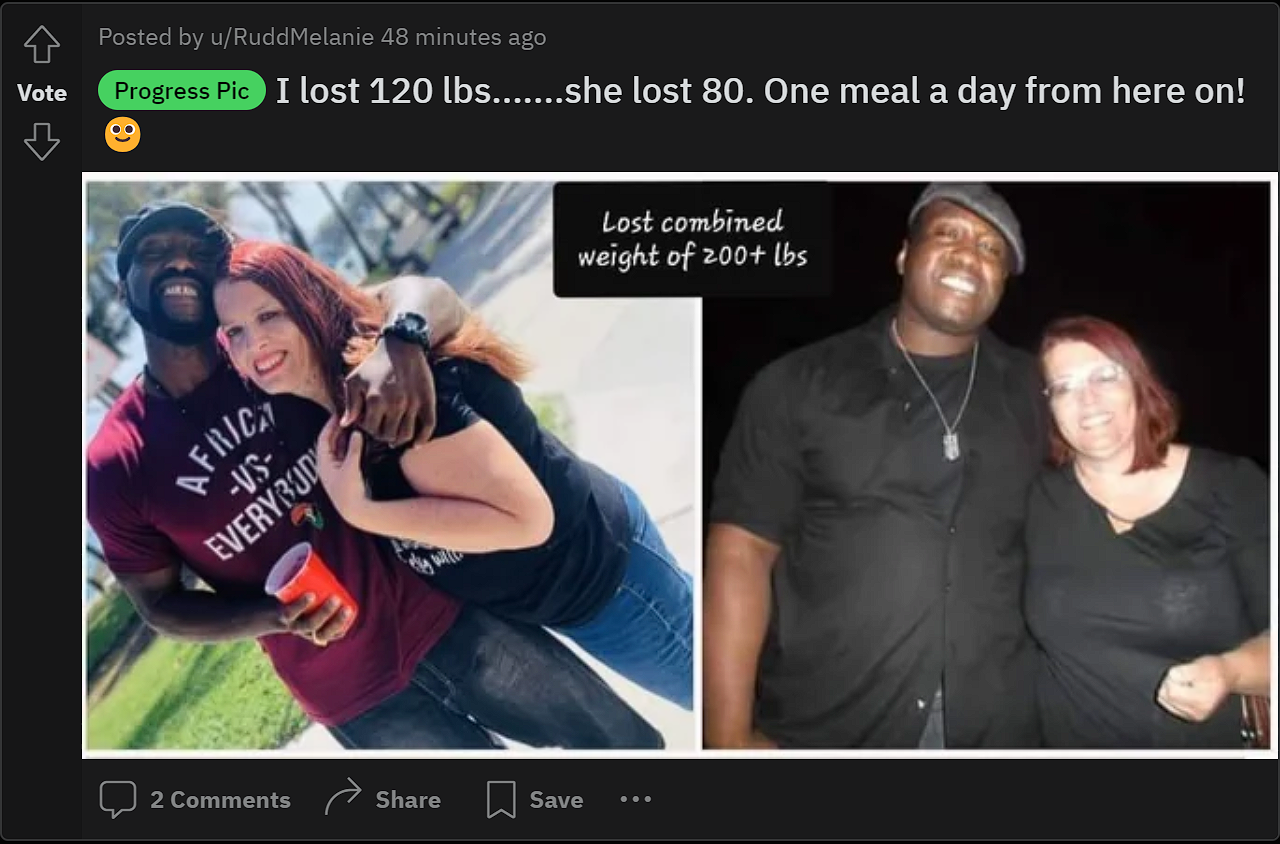 Posted by u/RuddMelanie 48 minutes ago
Vote
Progress Pic I lost 120 lbs.......she lost 80. One meal a day from here on!
🙂
Lost combined
weight of 200+ lbs
AFRICA
-VS-
EVERYBODY
2 Comments
Share
Save